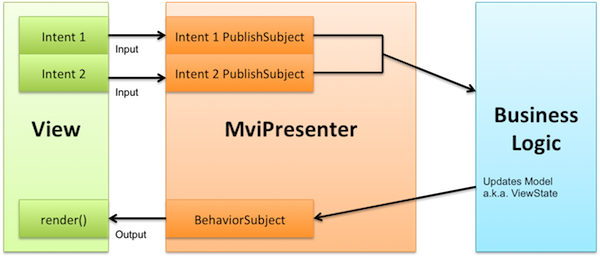 Intent 1
Input
Intent 1 PublishSubject
Intent 2
Input
Intent 2 PublishSubject
View
MviPresenter
Business
Logic
Updates Model
a.k.a. ViewState
render()
Output
BehaviorSubject